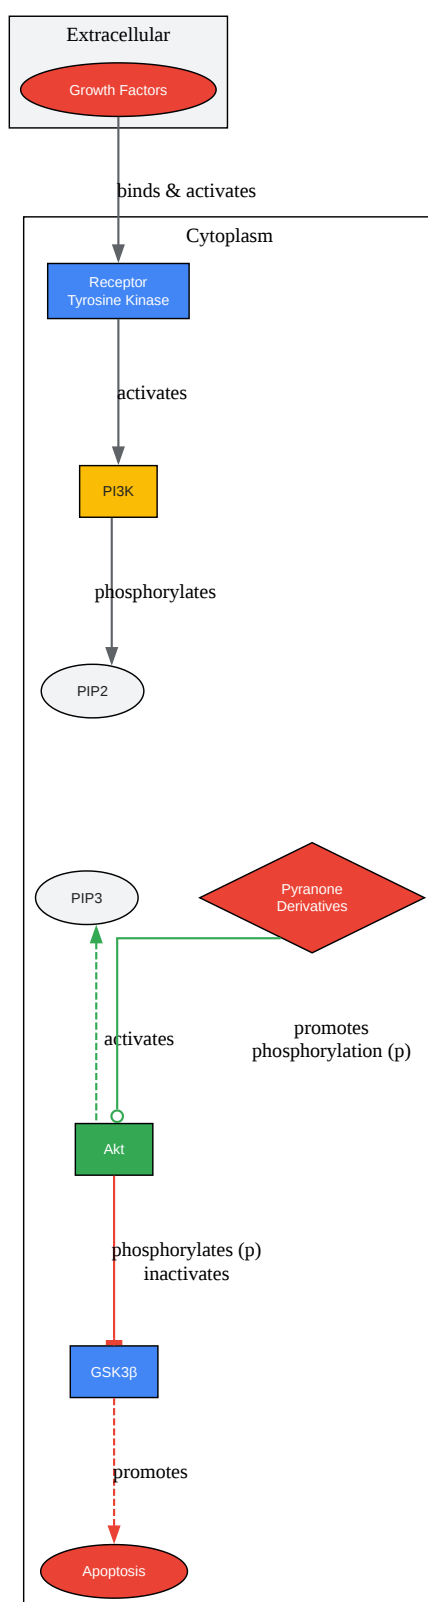 Extracellular
Growth Factors
binds & activates
Cytoplasm
Receptor
Tyrosine Kinase
activates
PI3K
phosphorylates
PIP2
PIP3
Pyranone
Derivatives
activates
promotes
phosphorylation (p)
Akt
phosphorylates (p)
inactivates
GSK3β
promotes
Apoptosis